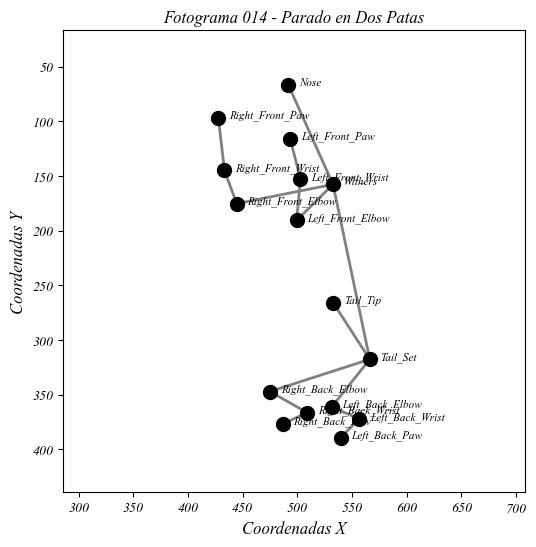 Fotograma 014 - Parado en Dos Patas
Coordenadas Y
50
100
150
200
250
300
350
400
Nose
Right_Front_Paw
Left_Front_Paw
Right_Front_Wrist
Left_Front_Wrist
Withers
Right_Front_Elbow
Left_Front_Elbow
Tail_Tip
Tail_Set
Right_Back_Elbow
Left_Back_Elbow
Right_Back_Wrist
Left_Back_Wrist
Right_Back_Paw
Left_Back_Paw
300 350 400 450 500 550 600 650 700
Coordenadas X